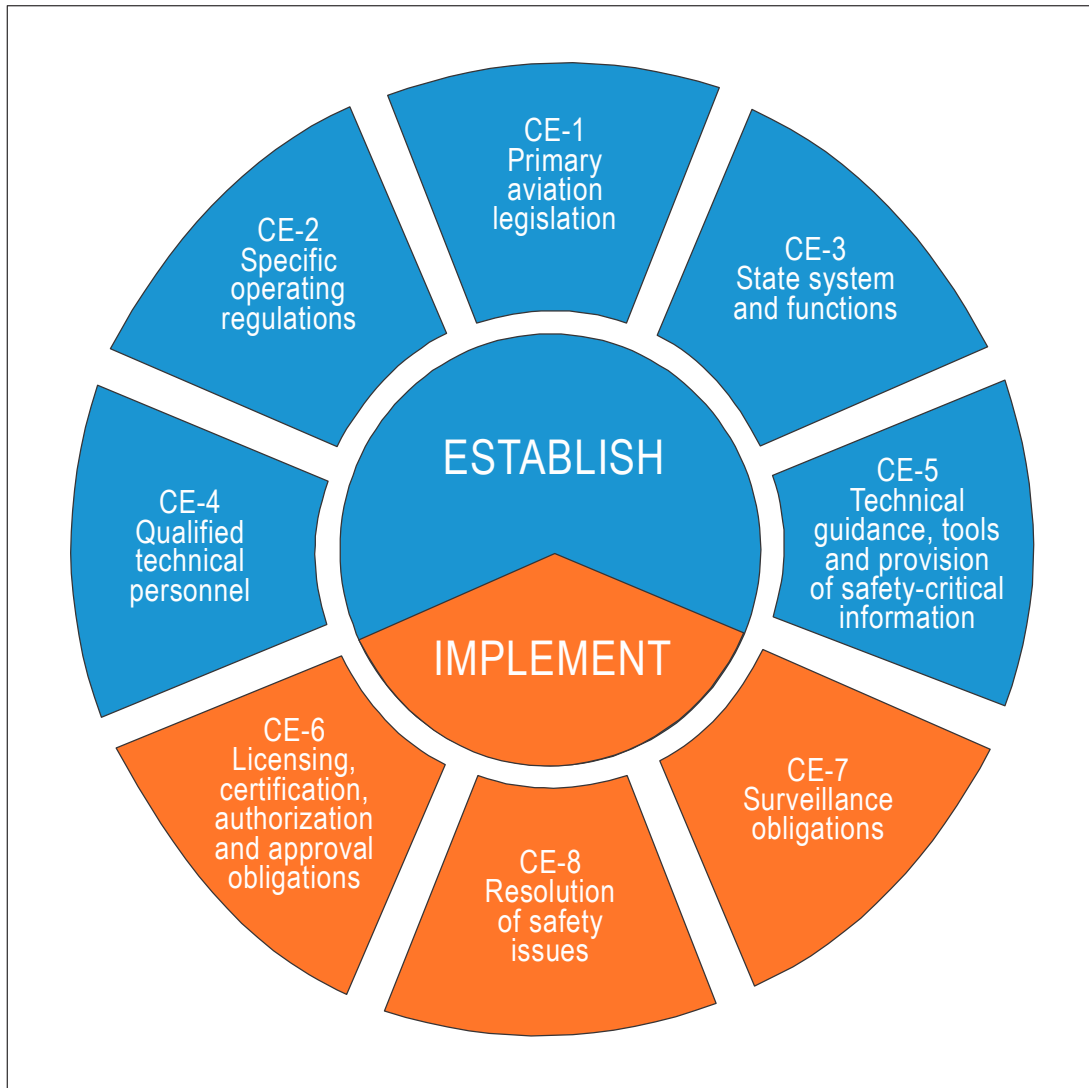 CE-1
Primary
aviation
legislation
CE-2
Specific
operating
regulations
CE-3
State system
and functions
CE-4
Qualified
technical
personnel
ESTABLISH
CE-5
Technical
guidance, tools
and provision
of safety-critical
information
IMPLEMENT
CE-6
Licensing,
certification,
authorization
and approval
obligations
CE-7
Surveillance
obligations
CE-8
Resolution
of safety
issues